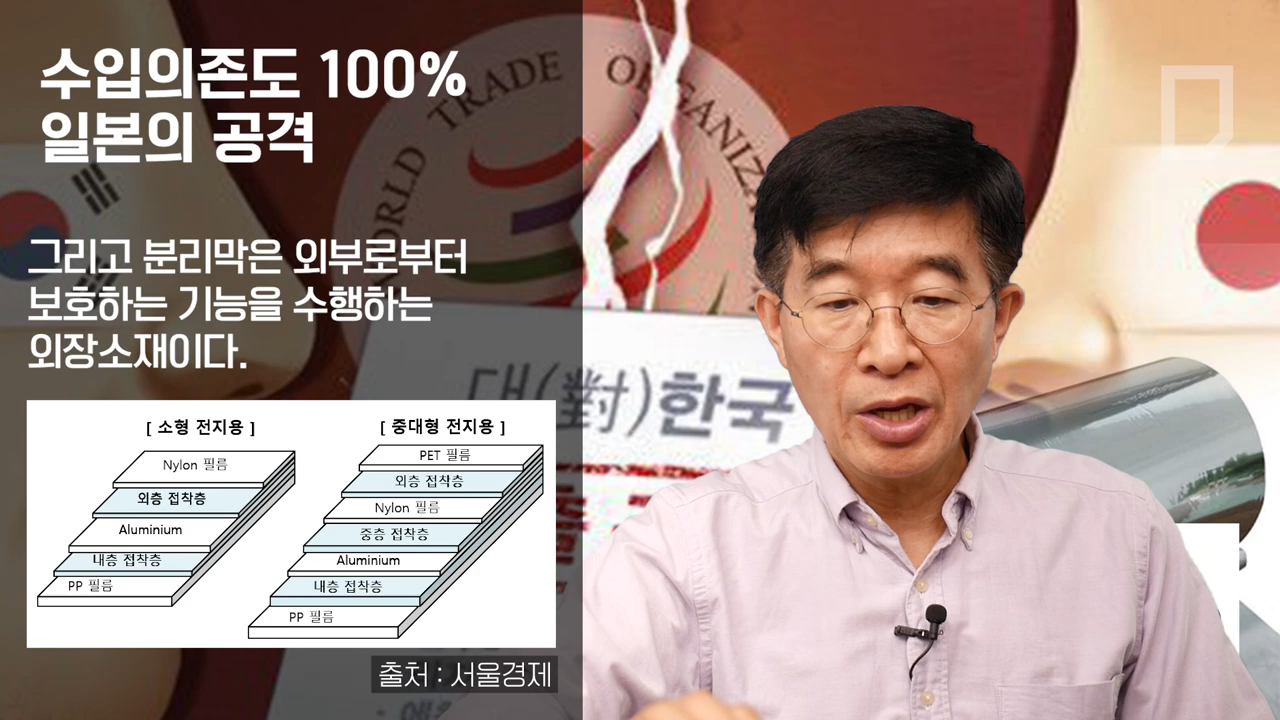 수입의존도 100%
일본의 공격
WORLD TRADE ORGANIZA
그리고 분리막은 외부로부터
보호하는 기능을 수행하는
외장소재이다.
대(對)한국
[ 소형 전지용 ]
[ 중대형 전지용 ]
Nylon 필름
외층 접착층
Aluminium
내층 접착층
PP 필름
PET 필름
외층 접착층
Nylon 필름
중층 접착층
Aluminium
내층 접착층
PP 필름
출처 : 서울경제